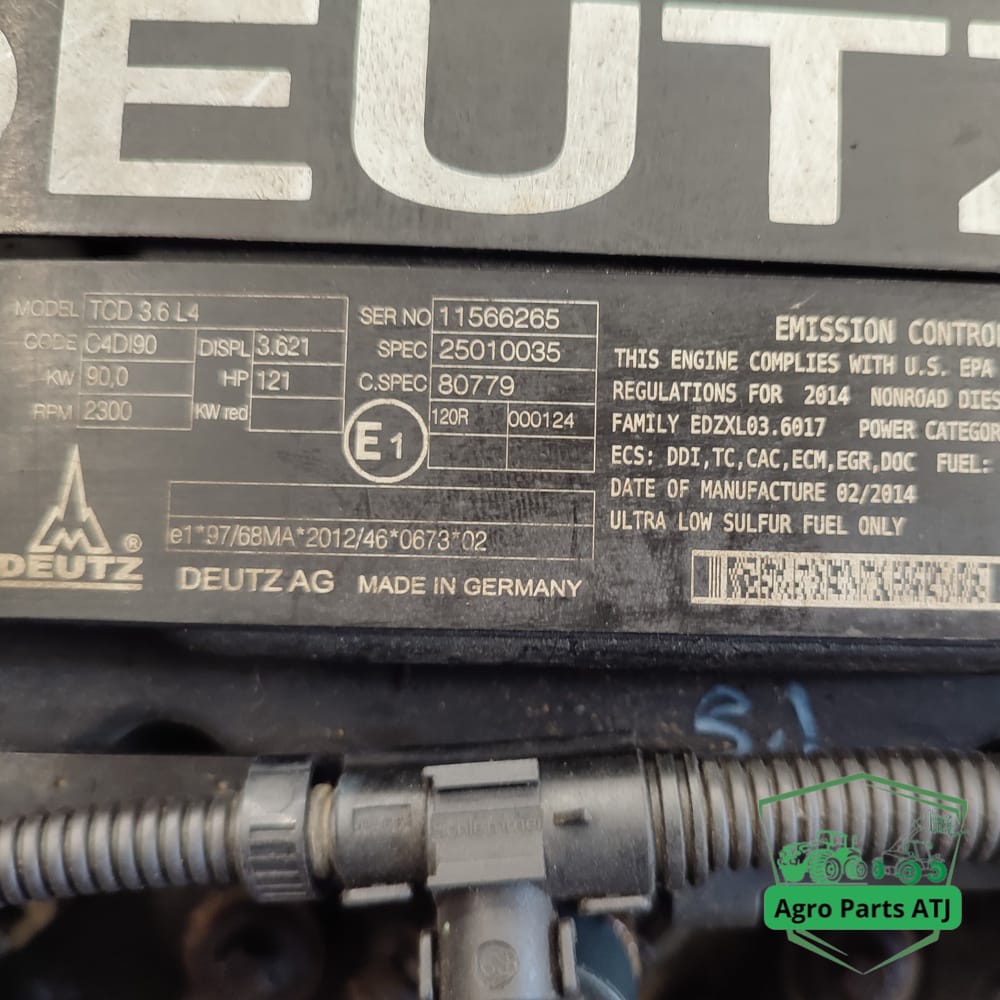 DEUTZ
MODEL TCD 3.6 L4
CODE C4DI90 DISPL 3.621
KW 90,0 HP 121
RPM 2300 KW red
SER NO 11566265
SPEC 25010035
C.SPEC 80779
E1 120R 000124
e1*97/68MA*2012/46*0673*02
DEUTZ ® DEUTZ AG MADE IN GERMANY
EMISSION CONTRO
THIS ENGINE COMPLIES WITH U.S. EPA
REGULATIONS FOR 2014 NONROAD DIES
FAMILY EDZXL03.6017 POWER CATEGOR
ECS: DDI,TC,CAC,ECM,EGR,DOC FUEL:
DATE OF MANUFACTURE 02/2014
ULTRA LOW SULFUR FUEL ONLY
Agro Parts ATJ